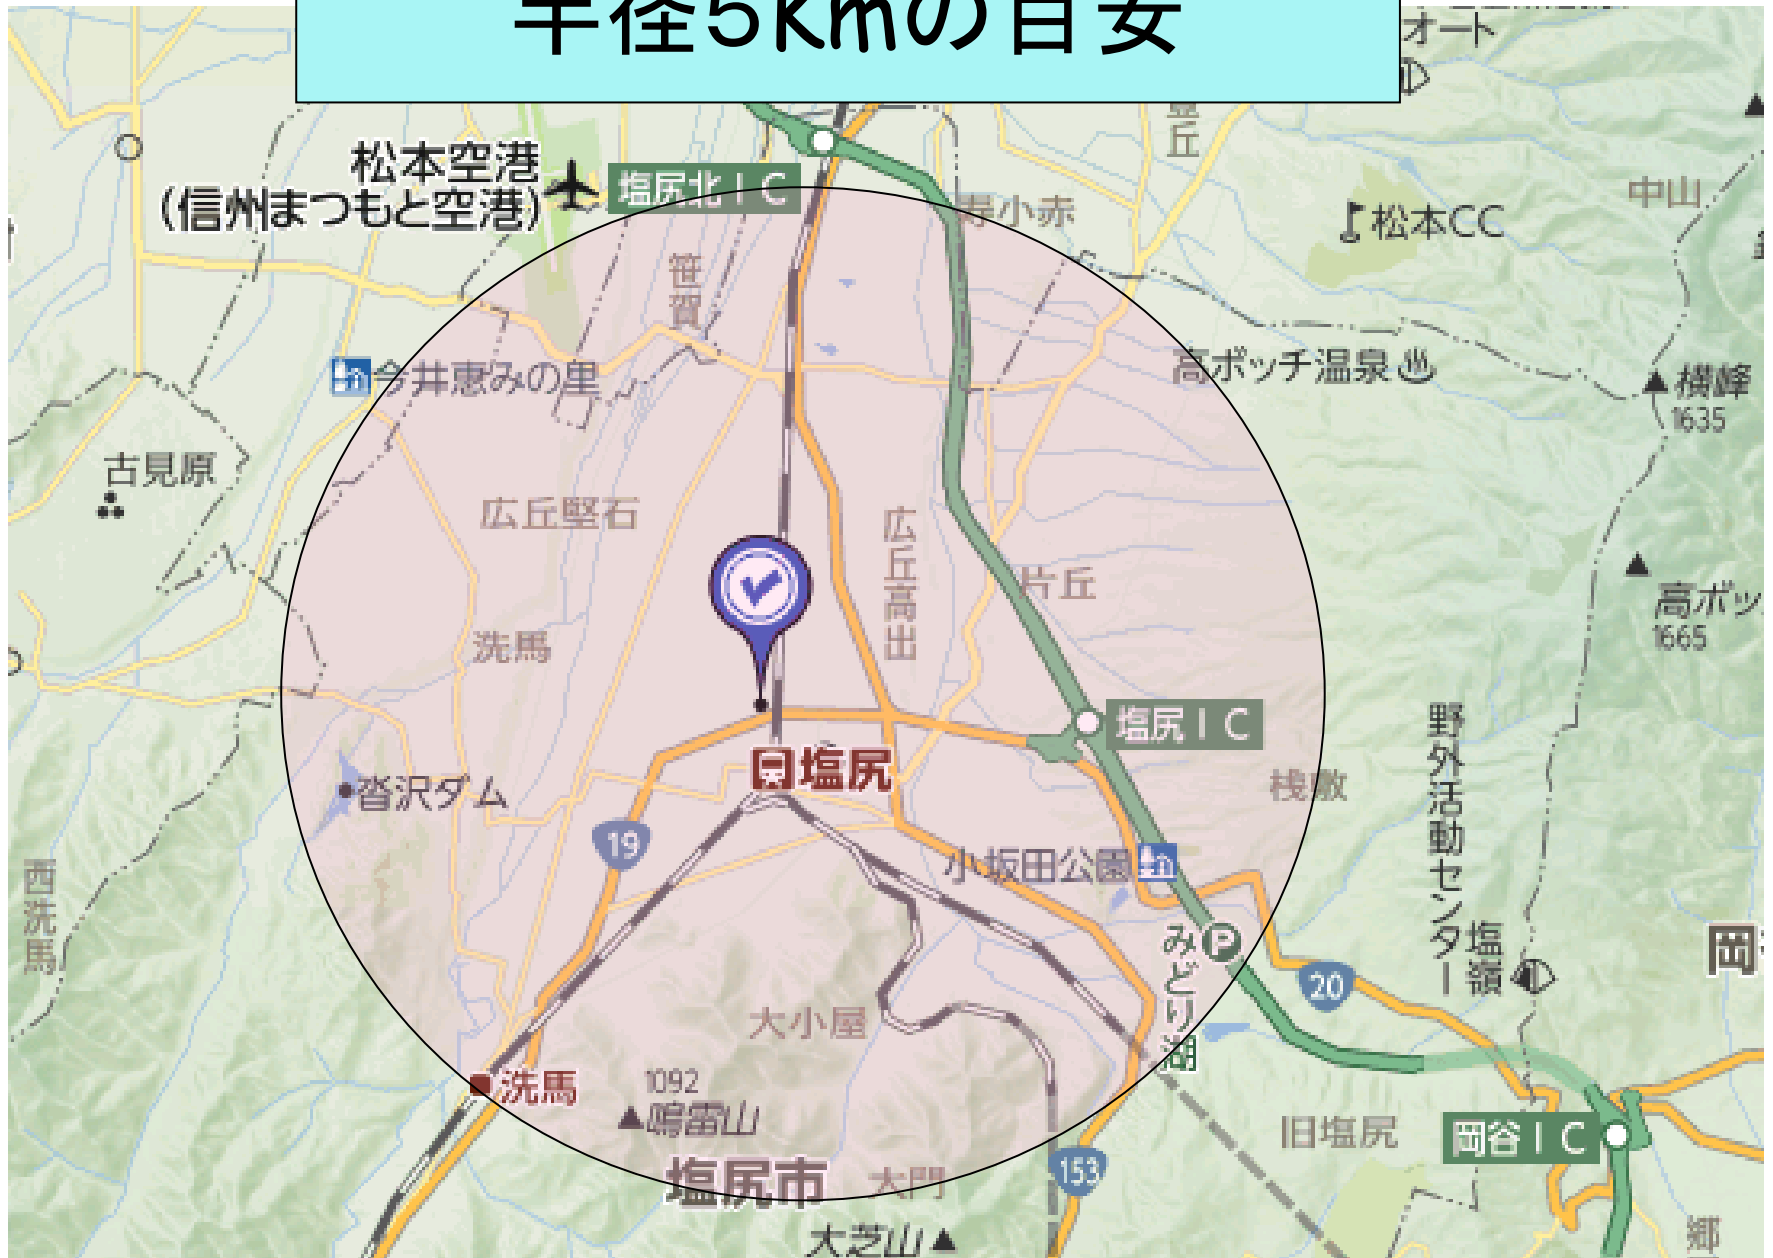 半径5Kmの目安
オート
松本空港
(信州まつもと空港)
塩尻北IC
寿小赤
中山
松本CC
笹賀
今井恵みの里
高ボッチ温泉
横峰
1635
古見原
広丘堅石
広丘高出
片丘
高ボッ
1665
洗馬
塩尻IC
野外活動センター
塩尻
桟敷
沓沢ダム
19
小坂田公園
西洗馬
みどり湖
P
塩嶺
岡
20
大小屋
洗馬
1092
鳴雷山
旧塩尻
岡谷IC
塩尻市
大門
153
大芝山
郷